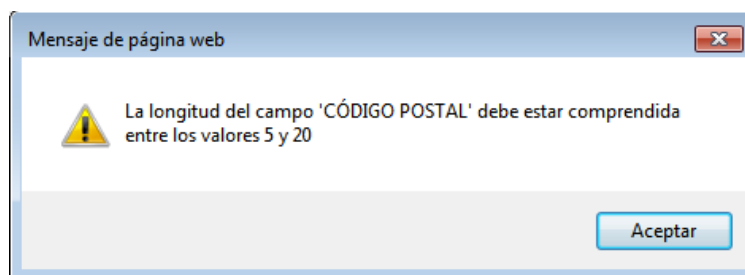 Mensaje de página web
La longitud del campo 'CÓDIGO POSTAL' debe estar comprendida
entre los valores 5 y 20
Aceptar